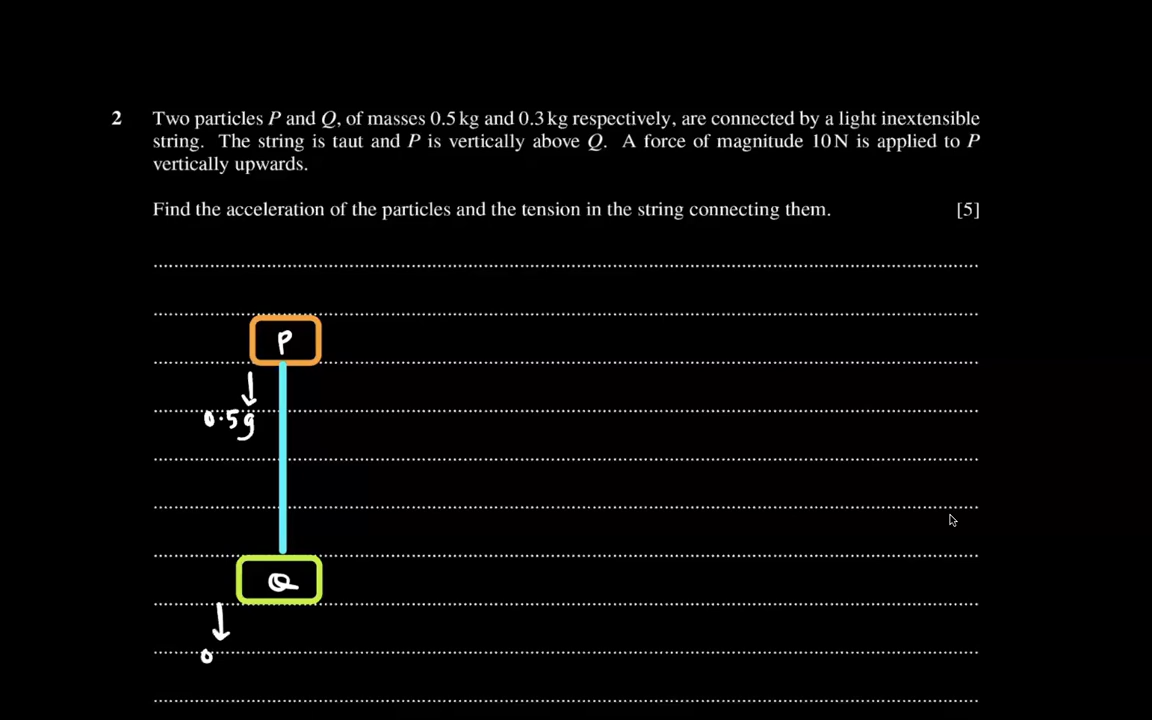 2 Two particles P and Q, of masses 0.5 kg and 0.3 kg respectively, are connected by a light inextensible
string. The string is taut and P is vertically above Q. A force of magnitude 10 N is applied to P
vertically upwards.
Find the acceleration of the particles and the tension in the string connecting them. [5]
P
0.5g
Q
0